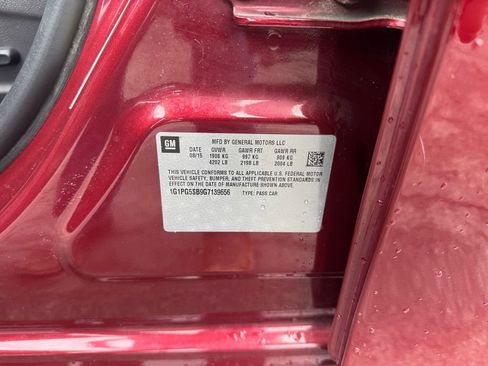 GM
MFD BY GENERAL MOTORS LLC
DATE GVWR GAWR FRT GAWR RR
08/15 1906 KG 997 KG 909 KG
4202 LB 2198 LB 2004 LB
THIS VEHICLE CONFORMS TO ALL APPLICABLE U.S. FEDERAL MOTOR
VEHICLE SAFETY, BUMPER, AND THEFT PREVENTION STANDARDS
IN EFFECT ON THE DATE OF MANUFACTURE SHOWN ABOVE.
1G1PG5SB9G7139656 TYPE: PASS CAR